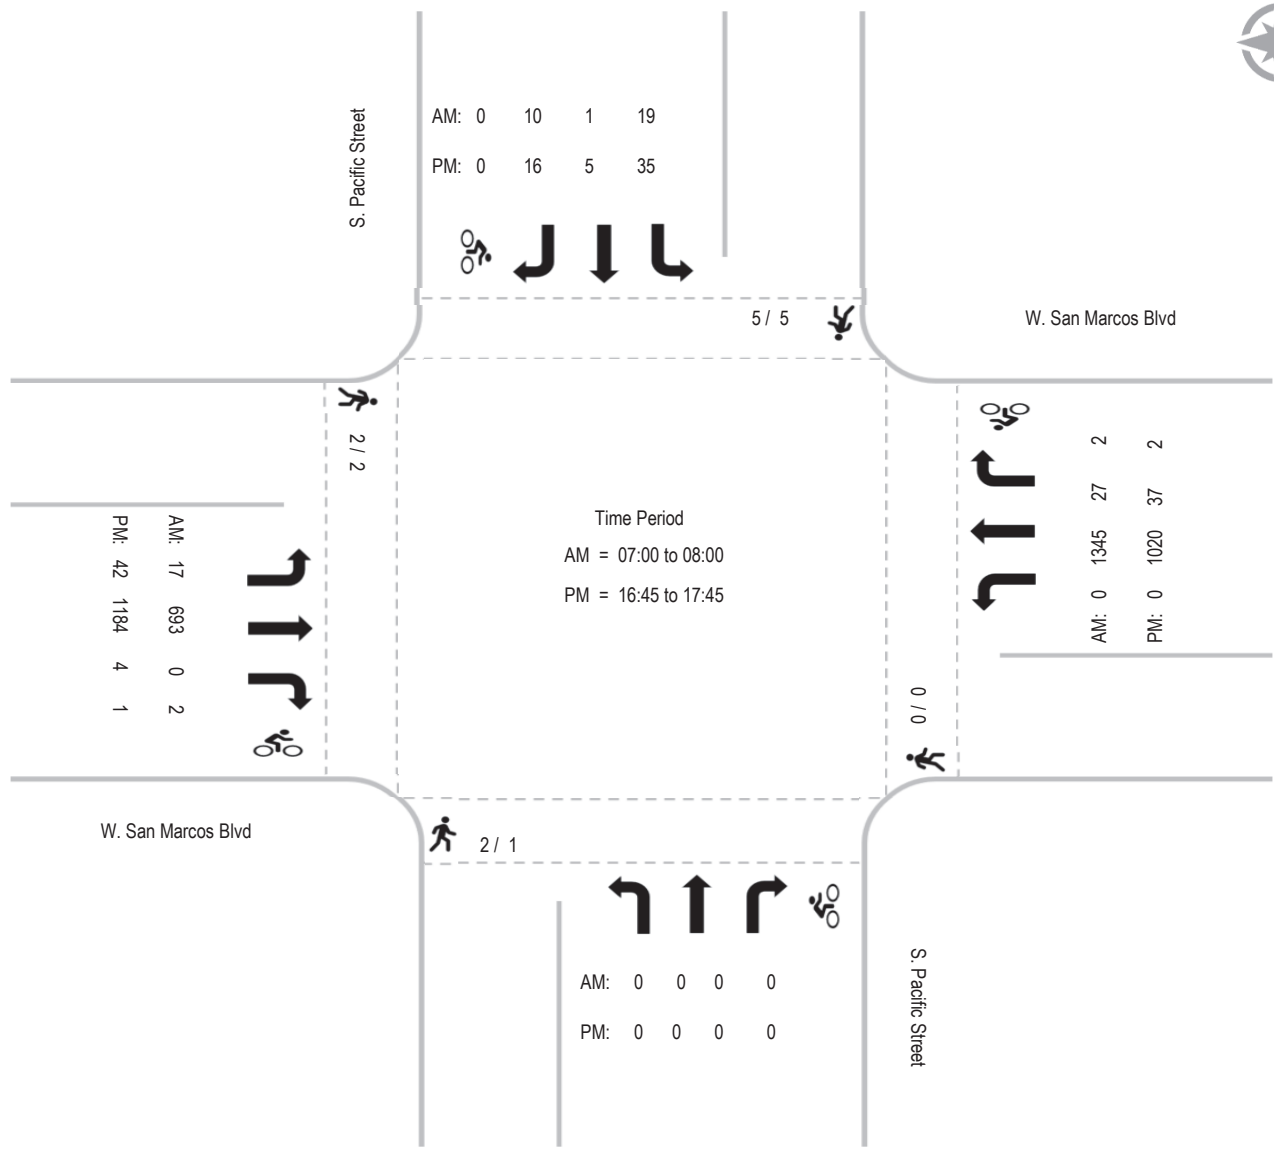 S. Pacific Street
AM: 0 10 1 19
PM: 0 16 5 35
5 / 5
W. San Marcos Blvd
2 / 2
AM: 0 1345 27 2
PM: 0 1020 37 2
Time Period
AM = 07:00 to 08:00
PM = 16:45 to 17:45
AM: 17 693 0 2
PM: 42 1184 4 1
0 / 0
W. San Marcos Blvd
2 / 1
S. Pacific Street
AM: 0 0 0 0
PM: 0 0 0 0